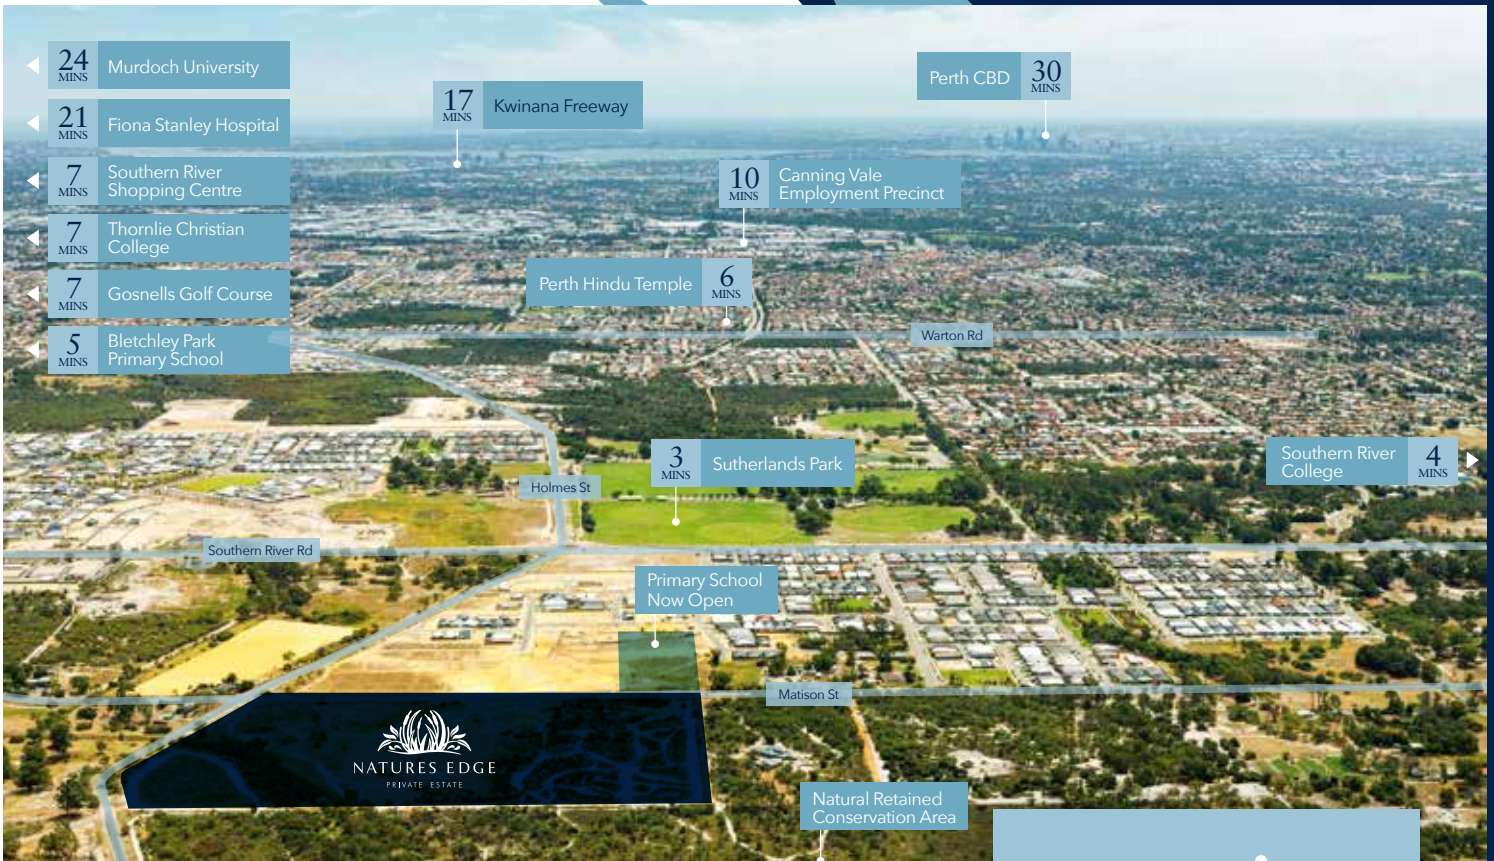 24
MINS
Murdoch University
21
MINS
Fiona Stanley Hospital
7
MINS
Southern River
Shopping Centre
7
MINS
Thornlie Christian
College
7
MINS
Gosnells Golf Course
5
MINS
Bletchley Park
Primary School
17
MINS
Kwinana Freeway
Perth CBD
30
MINS
10
MINS
Canning Vale
Employment Precinct
Perth Hindu Temple
6
MINS
Warton Rd
3
MINS
Sutherlands Park
Southern River
College
4
MINS
Holmes St
Southern River Rd
Primary School
Now Open
Matison St
NATURES EDGE
PRIVATE ESTATE
Natural Retained
Conservation Area